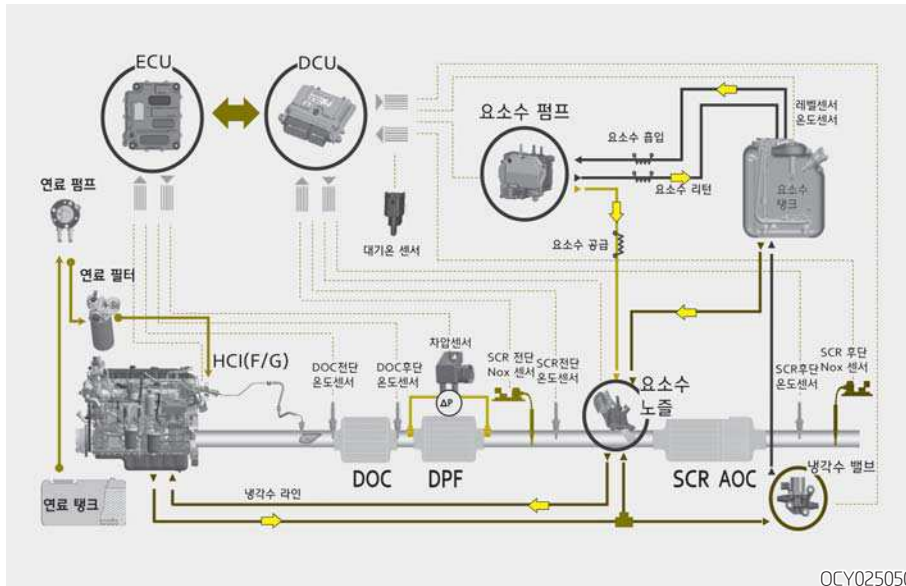 ECU
DCU
요소수 펌프
레벨센서
온도센서
요소수 흡입
요소수 리턴
요소수
탱크
연료 펌프
대기온 센서
요소수 공급
연료 필터
HCI(F/G)
DOC전단
온도센서
DOC후단
온도센서
차압센서
ΔP
SCR 전단
Nox 센서
SCR전단
온도센서
요소수
노즐
SCR후단
온도센서
SCR 후단
Nox 센서
DOC
DPF
SCR AOC
냉각수 밸브
연료 탱크
냉각수 라인